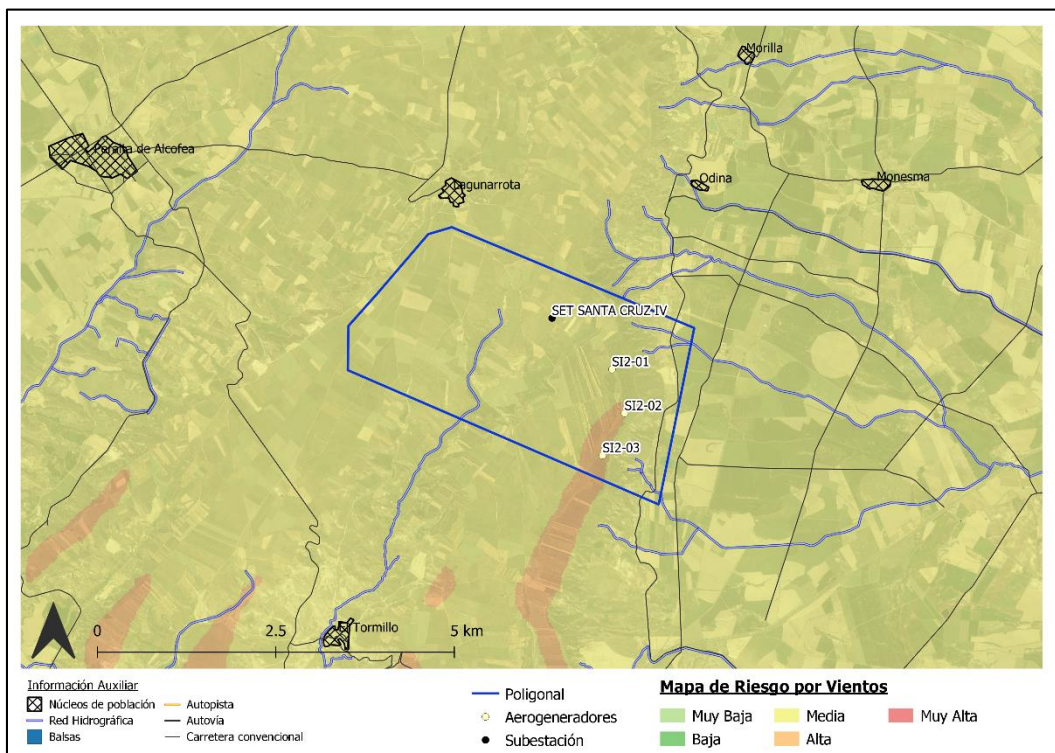 Morilla
Peralta de Alcofea
Lagunarrota
Odina
Monesma
SET SANTA CRUZ IV
SI2-01
SI2-02
SI2-03
El Tormillo
0 2.5 5 km
Información Auxiliar
Núcleos de población
Red Hidrográfica
Balsas
Autopista
Autovía
Carretera convencional
Poligonal
Aerogeneradores
Subestación
Mapa de Riesgo por Vientos
Muy Baja
Baja
Media
Alta
Muy Alta